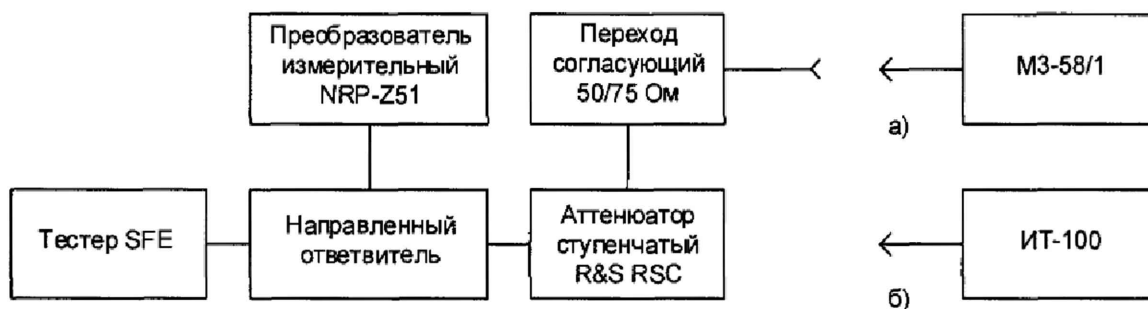 Преобразователь
измерительный
NRP-Z51
Переход
согласующий
50/75 Ом
М3-58/1
а)
Тестер SFE
Направленный
ответвитель
Аттенюатор
ступенчатый
R&S RSC
ИТ-100
б)